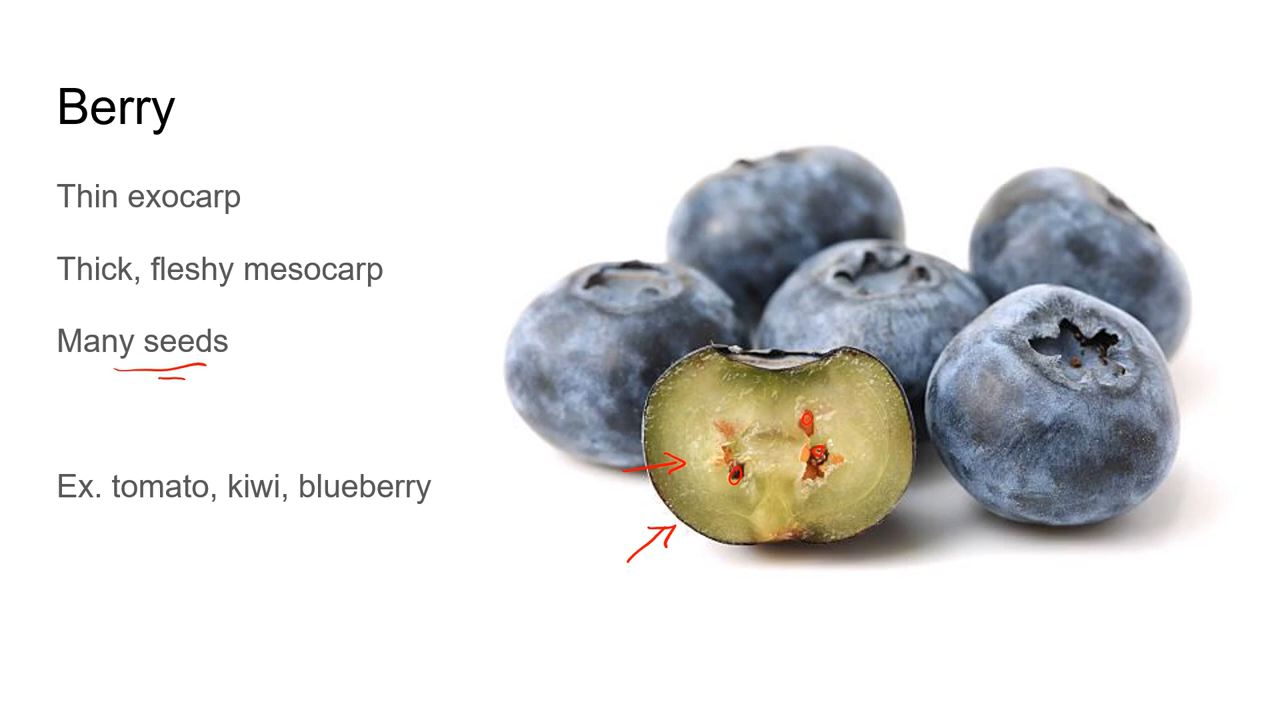 Berry
Thin exocarp
Thick, fleshy mesocarp
Many seeds
Ex. tomato, kiwi, blueberry